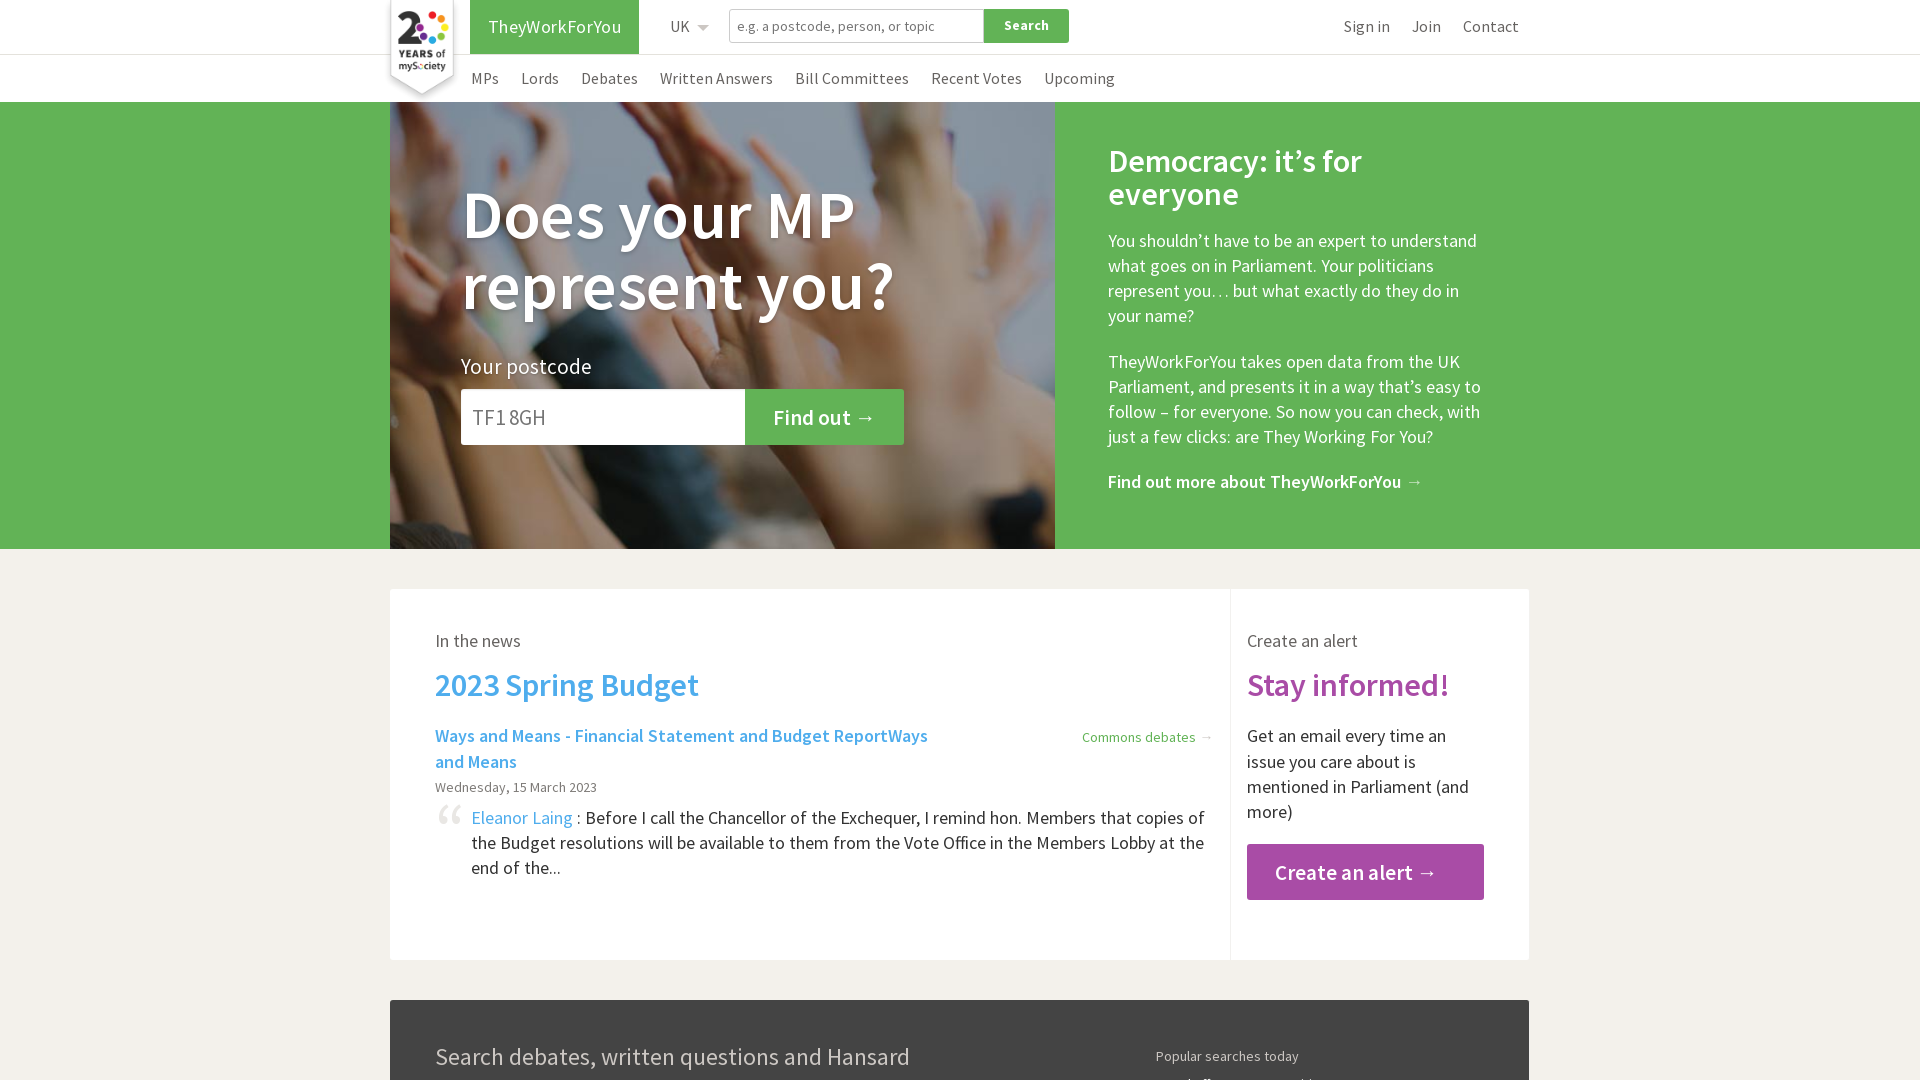 20
YEARS of
mySociety
TheyWorkForYou
UK
e.g. a postcode, person, or topic
Search
Sign in
Join
Contact
MPs
Lords
Debates
Written Answers
Bill Committees
Recent Votes
Upcoming
Does your MP
represent you?
Your postcode
TF1 8GH
Find out →
Democracy: it’s for
everyone
You shouldn’t have to be an expert to understand
what goes on in Parliament. Your politicians
represent you… but what exactly do they do in
your name?
TheyWorkForYou takes open data from the UK
Parliament, and presents it in a way that’s easy to
follow – for everyone. So now you can check, with
just a few clicks: are They Working For You?
Find out more about TheyWorkForYou →
In the news
2023 Spring Budget
Ways and Means - Financial Statement and Budget ReportWays
and Means
Commons debates →
Wednesday, 15 March 2023
“ Eleanor Laing : Before I call the Chancellor of the Exchequer, I remind hon. Members that copies of
the Budget resolutions will be available to them from the Vote Office in the Members Lobby at the
end of the...
Create an alert
Stay informed!
Get an email every time an
issue you care about is
mentioned in Parliament (and
more)
Create an alert →
Search debates, written questions and Hansard
Popular searches today